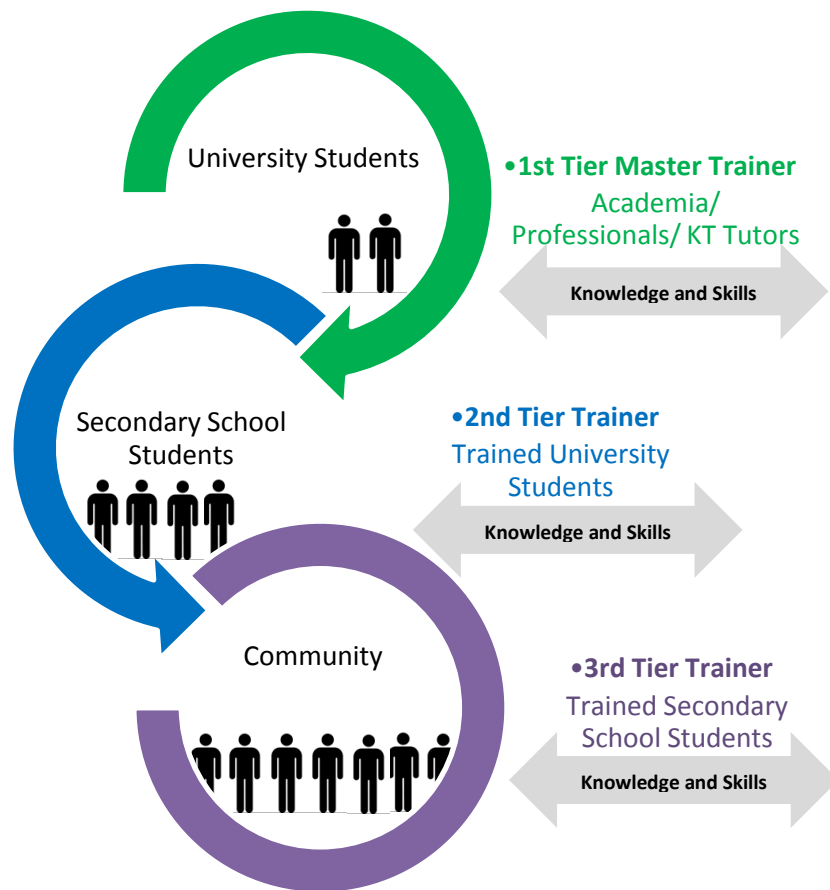 University Students
•1st Tier Master Trainer
Academia/
Professionals/ KT Tutors
Knowledge and Skills
Secondary School
Students
•2nd Tier Trainer
Trained University
Students
Knowledge and Skills
Community
•3rd Tier Trainer
Trained Secondary
School Students
Knowledge and Skills